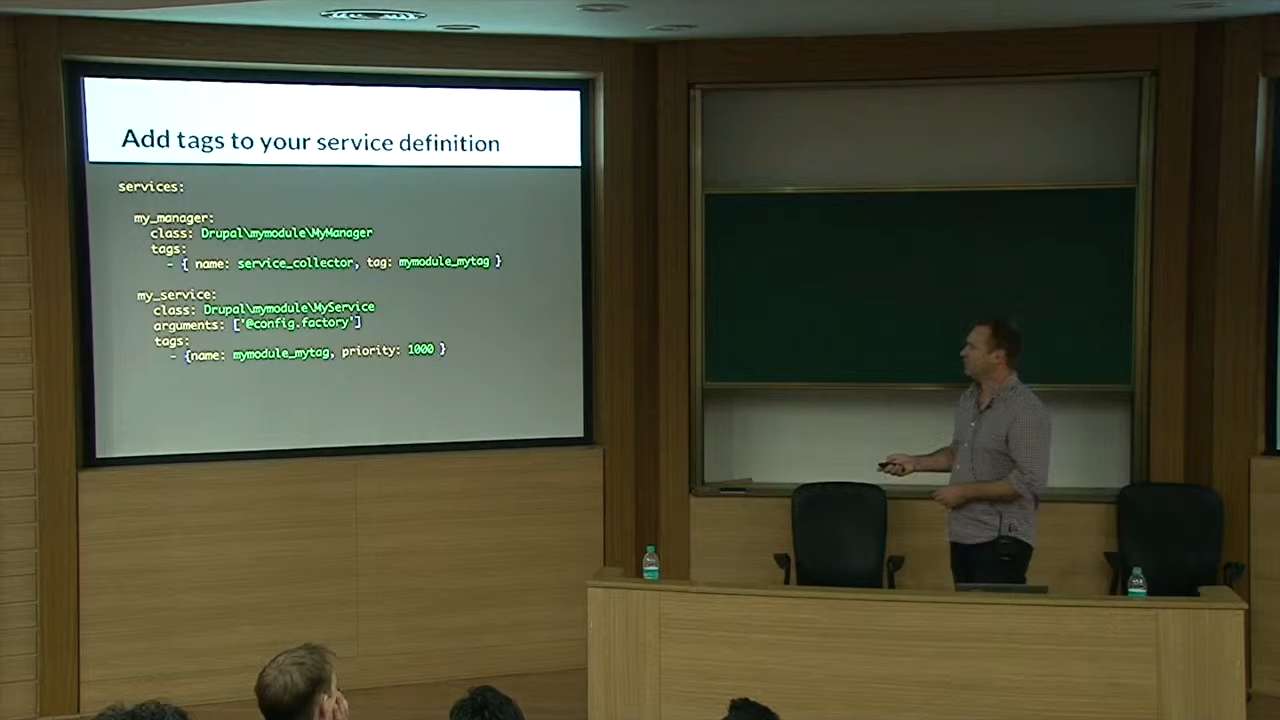 Add tags to your service definition
services:
my_manager:
class: Drupal\mymodule\MyManager
tags:
- { name: service_collector, tag: mymodule_mytag }
my_service:
class: Drupal\mymodule\MyService
arguments: ['@config.factory']
tags:
- {name: mymodule_mytag, priority: 1000 }